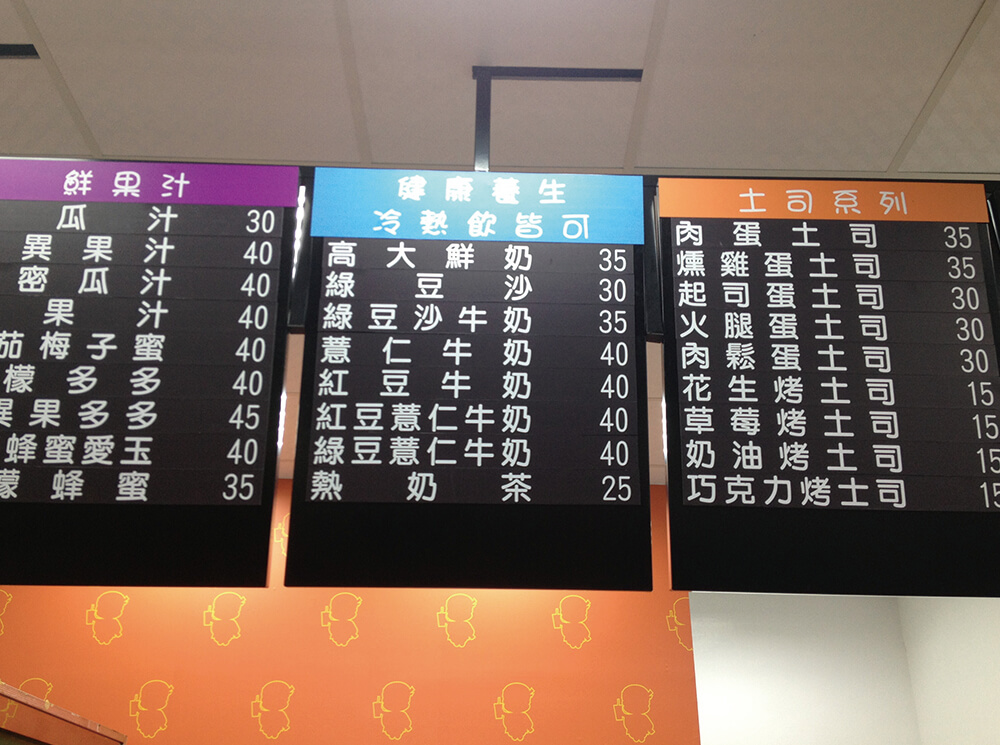 鮮果汁
瓜汁 30
異果汁 40
密瓜汁 40
果汁 40
茄梅子蜜 40
檬多多 40
異果多多 45
蜂蜜愛玉 40
檬蜂蜜 35
健康養生
冷熱飲皆可
高大鮮奶 35
綠豆沙 30
綠豆沙牛奶 35
薏仁牛奶 40
紅豆牛奶 40
紅豆薏仁牛奶 40
綠豆薏仁牛奶 40
熱奶茶 25
土司系列
肉蛋土司 35
燻雞蛋土司 35
起司蛋土司 30
火腿蛋土司 30
肉鬆蛋土司 30
花生烤土司 15
草莓烤土司 15
奶油烤土司 15
巧克力烤土司 15